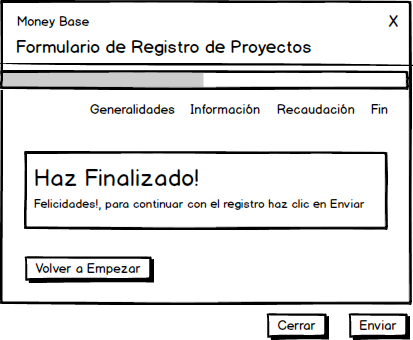 Money Base X
Formulario de Registro de Proyectos
Generalidades Información Recaudación Fin
Haz Finalizado!
Felicidades!, para continuar con el registro haz clic en Enviar
Volver a Empezar
Cerrar Enviar